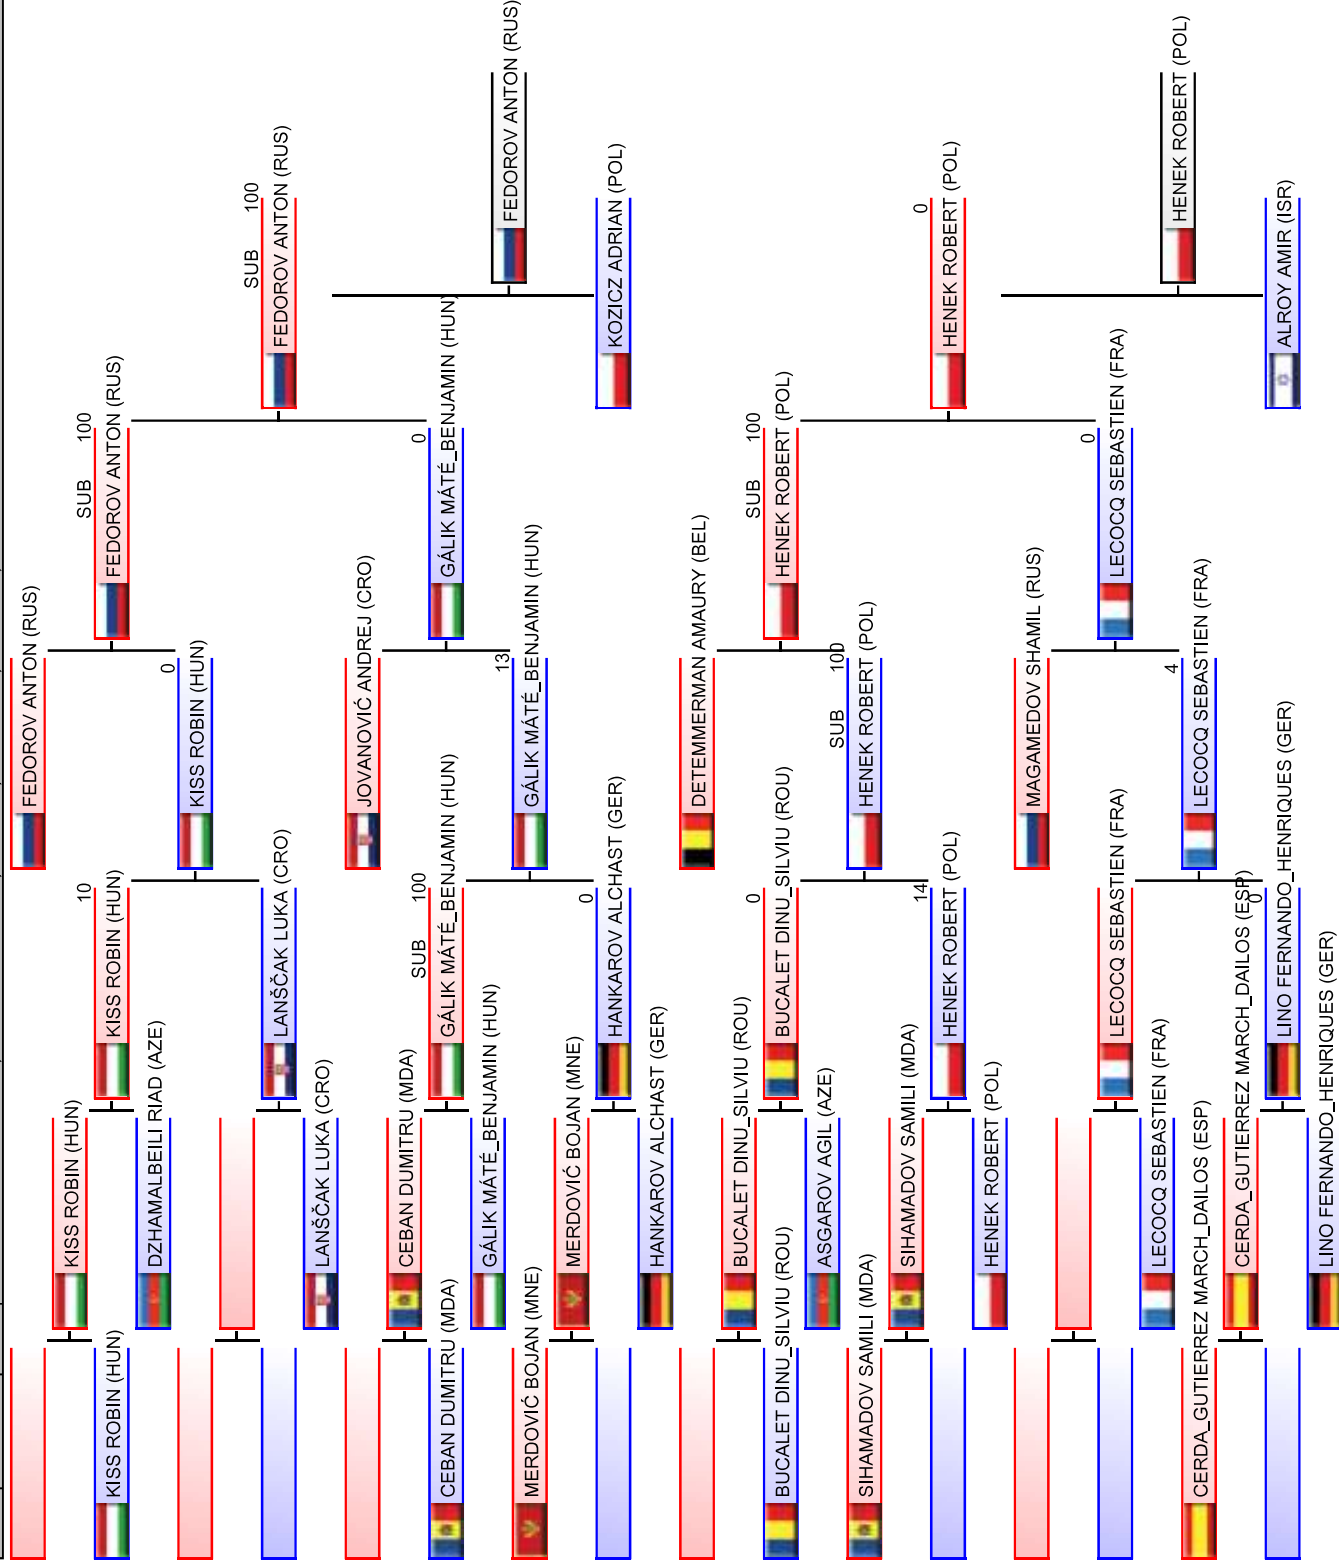 KISS ROBIN (HUN)
CEBAN DUMITRU (MDA)
MERDOVIĆ BOJAN (MNE)
BUCALET DINU_SILVIU (ROU)
SIHAMADOV SAMILI (MDA)
CERDA_GUTIERREZ MARCH_DAILOS (ESP)
KISS ROBIN (HUN)
DZHAMALBEILI RIAD (AZE)
LANŠČAK LUKA (CRO)
CEBAN DUMITRU (MDA)
GÁLIK MÁTÉ_BENJAMIN (HUN)
MERDOVIĆ BOJAN (MNE)
HANKAROV ALCHAST (GER)
BUCALET DINU_SILVIU (ROU)
ASGAROV AGIL (AZE)
SIHAMADOV SAMILI (MDA)
HENEK ROBERT (POL)
LECOCQ SEBASTIEN (FRA)
CERDA_GUTIERREZ MARCH_DAILOS (ESP)
LINO FERNANDO_HENRIQUES (GER)
10
KISS ROBIN (HUN)
LANŠČAK LUKA (CRO)
SUB 100
GÁLIK MÁTÉ_BENJAMIN (HUN)
0
HANKAROV ALCHAST (GER)
0
BUCALET DINU_SILVIU (ROU)
14
HENEK ROBERT (POL)
LECOCQ SEBASTIEN (FRA)
0
LINO FERNANDO_HENRIQUES (GER)
FEDOROV ANTON (RUS)
0
KISS ROBIN (HUN)
JOVANOVIĆ ANDREJ (CRO)
13
GÁLIK MÁTÉ_BENJAMIN (HUN)
DETEMMERMAN AMAURY (BEL)
SUB 100
HENEK ROBERT (POL)
MAGAMEDOV SHAMIL (RUS)
4
LECOCQ SEBASTIEN (FRA)
SUB 100
FEDOROV ANTON (RUS)
0
GÁLIK MÁTÉ_BENJAMIN (HUN)
SUB 100
HENEK ROBERT (POL)
0
LECOCQ SEBASTIEN (FRA)
SUB 100
FEDOROV ANTON (RUS)
KOZICZ ADRIAN (POL)
0
HENEK ROBERT (POL)
ALROY AMIR (ISR)
FEDOROV ANTON (RUS)
HENEK ROBERT (POL)